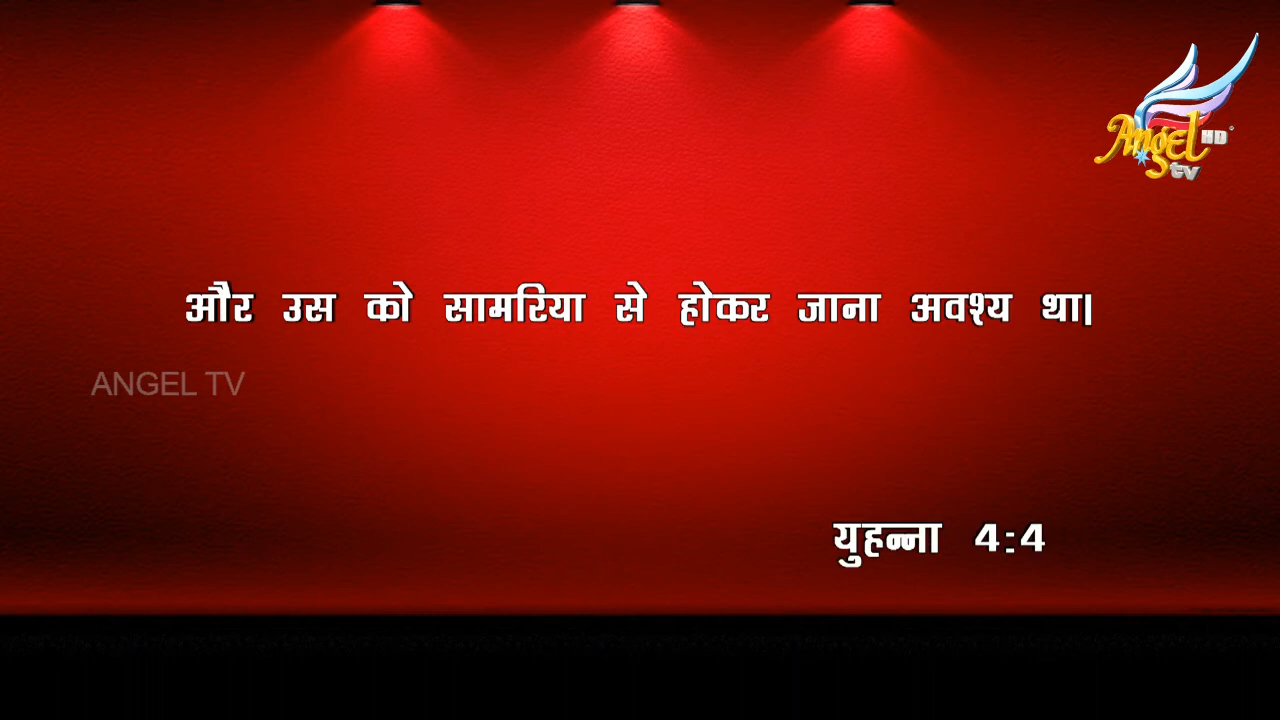 Angel HD
tv
और उस को सामरिया से होकर जाना अवश्य था।
ANGEL TV
युहन्ना 4:4